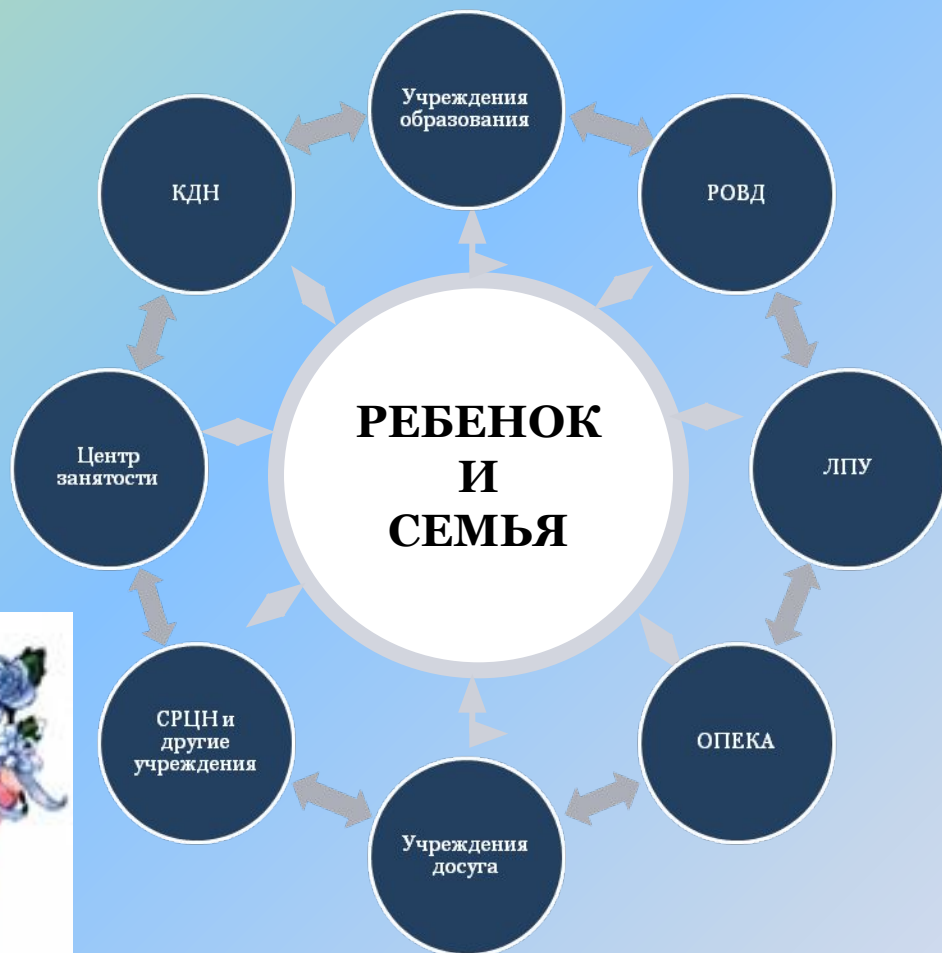 Учреждения
образования
КДН
РОВД
РЕБЕНОК
И
СЕМЬЯ
Центр
занятости
ЛПУ
СРЦН и
другие
учреждения
ОПЕКА
Учреждения
досуга